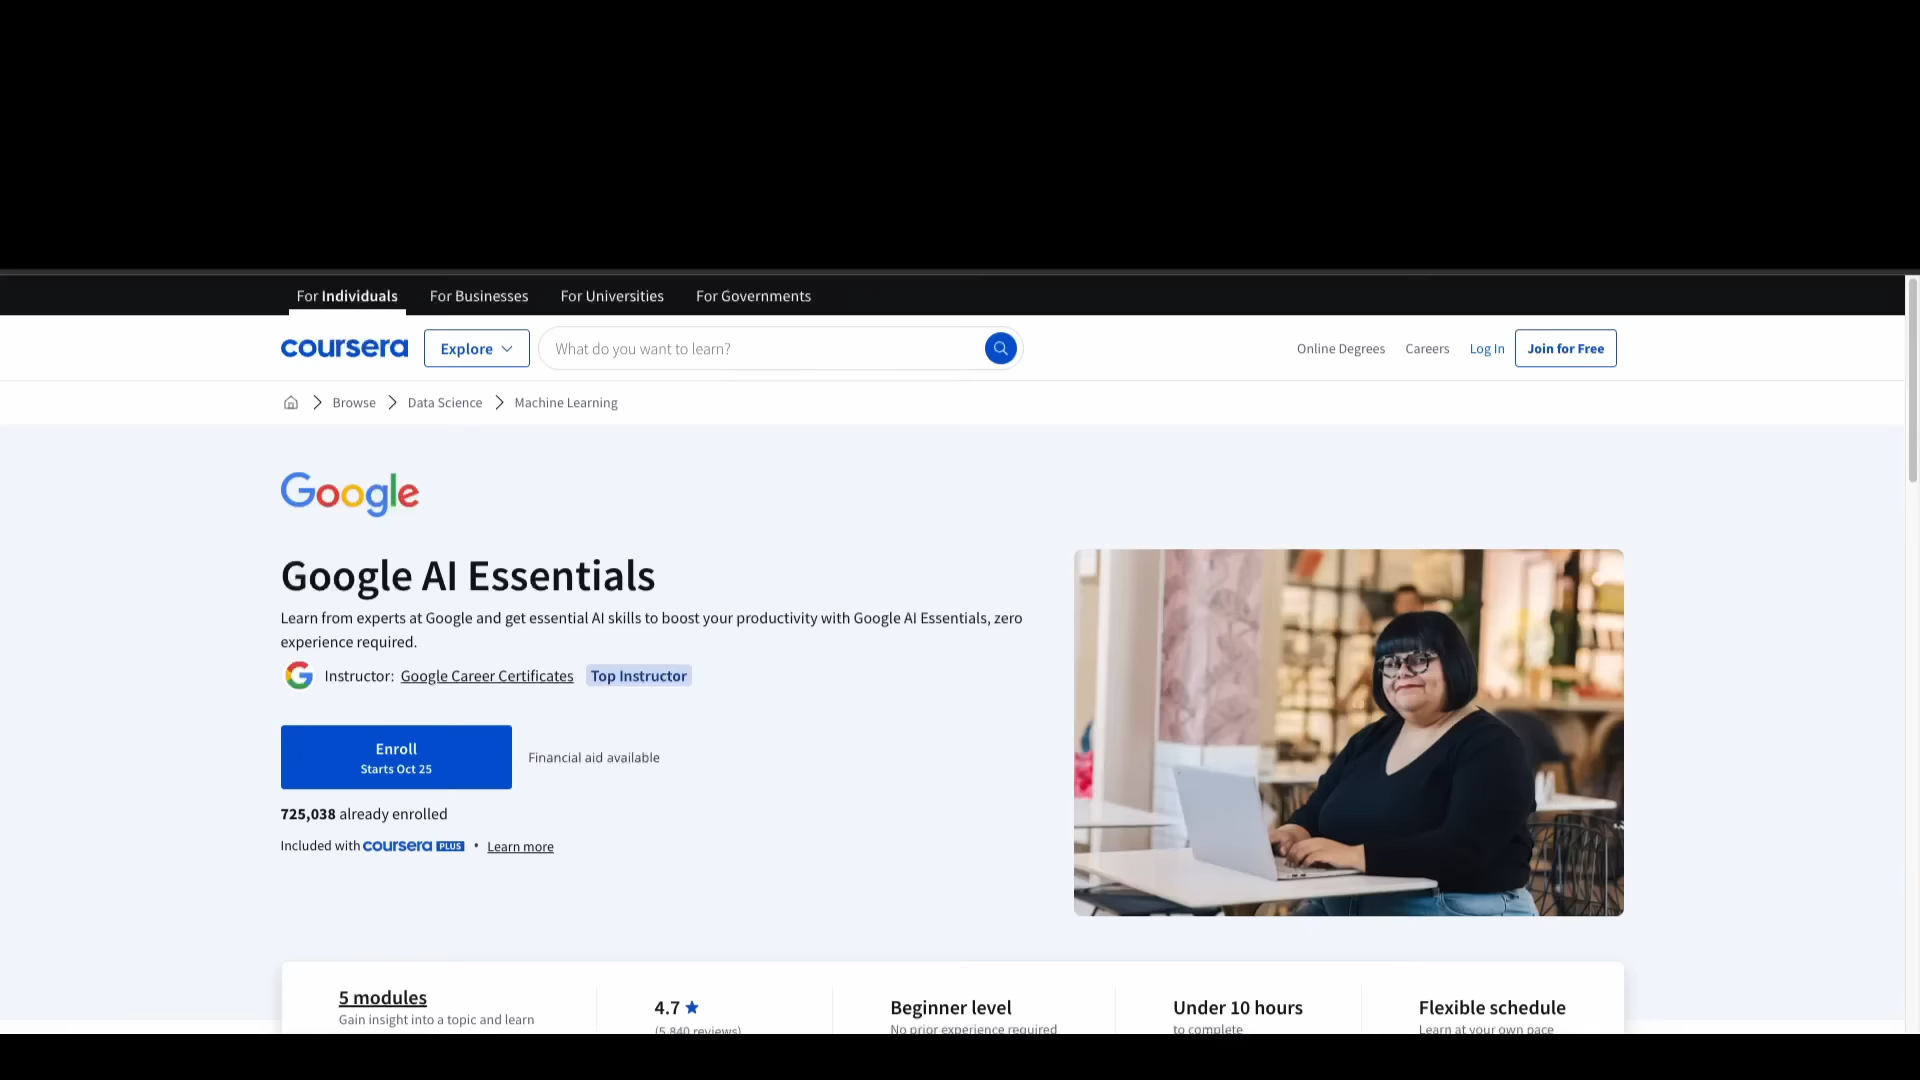 For Individuals For Businesses For Universities For Governments
coursera Explore What do you want to learn? Online Degrees Careers Log In Join for Free
Browse Data Science Machine Learning
Google
Google AI Essentials
Learn from experts at Google and get essential AI skills to boost your productivity with Google AI Essentials, zero
experience required.
Instructor: Google Career Certificates Top Instructor
Enroll
Starts Oct 25
Financial aid available
725,038 already enrolled
Included with coursera PLUS • Learn more
5 modules
Gain insight into a topic and learn
4.7
(5,840 reviews)
Beginner level
No prior experience required
Under 10 hours
to complete
Flexible schedule
Learn at your own pace